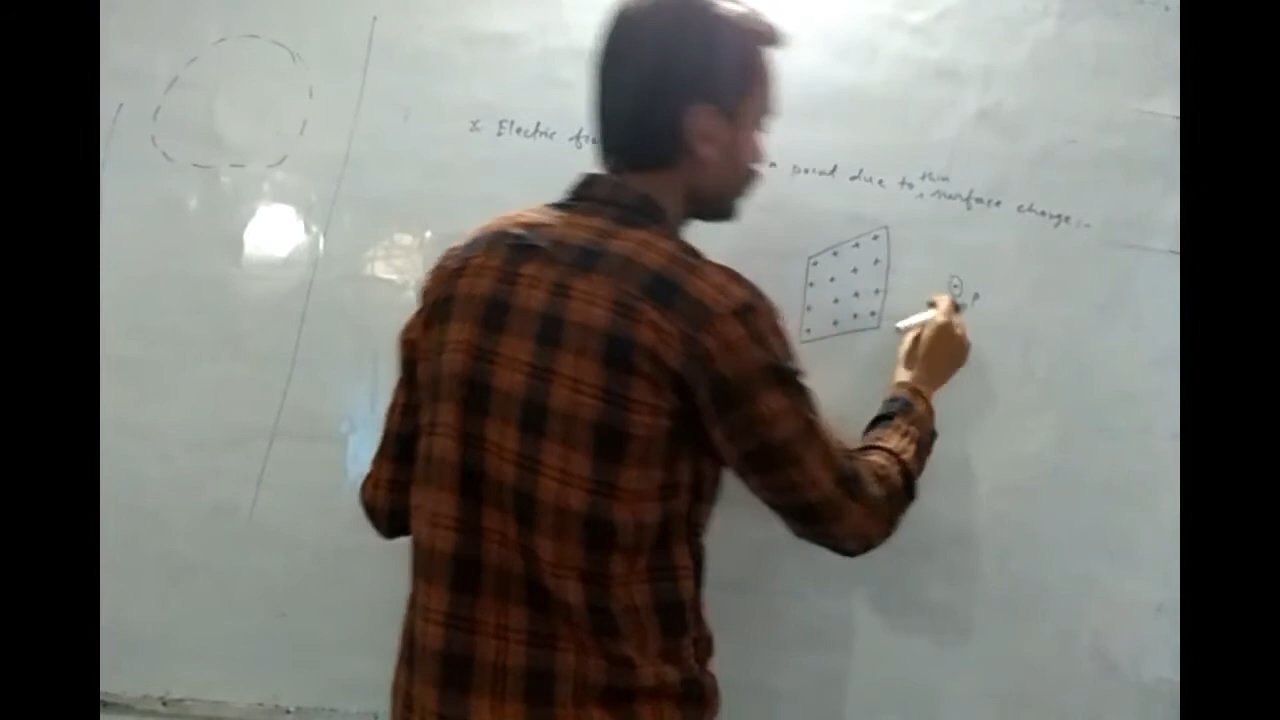 x Electric
a point due to thin surface charge:-
P